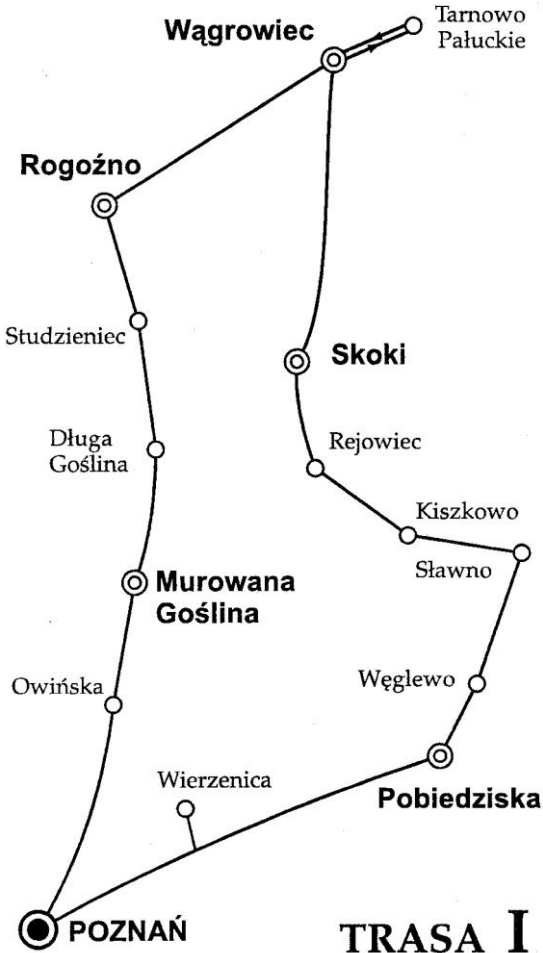 Tarnowo
Pałuckie
Wągrowiec
Rogoźno
Studzieniec
Skoki
Długa
Goślina
Rejowiec
Kiszkowo
Sławno
Murowana
Goślina
Owińska
Węglewo
Wierzenica
Pobiedziska
POZNAŃ
TRASA I